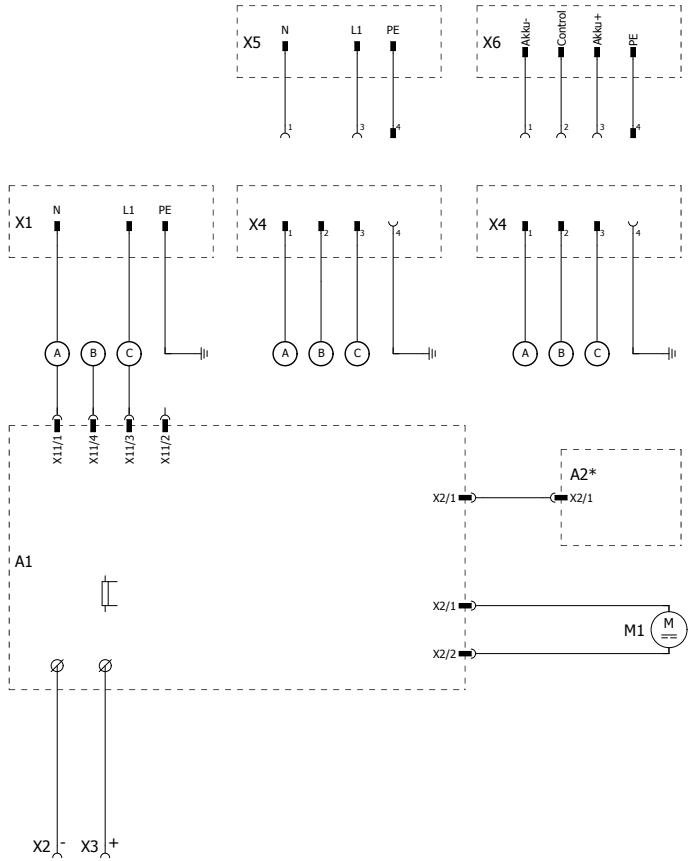 X5 N L1 PE
X6 Akku- Control Akku+ PE
1 3 4
1 2 3 4
X1 N L1 PE
X4 1 2 3 4
X4 1 2 3 4
A B C
A B C
A B C
X11/1 X11/4 X11/3 X11/2
A2*
X2/1 X2/1
A1
X2/1
M1 M
X2/2
X2 - X3 +